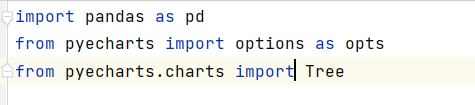 import pandas as pd
from pyecharts import options as opts
from pyecharts.charts import Tree